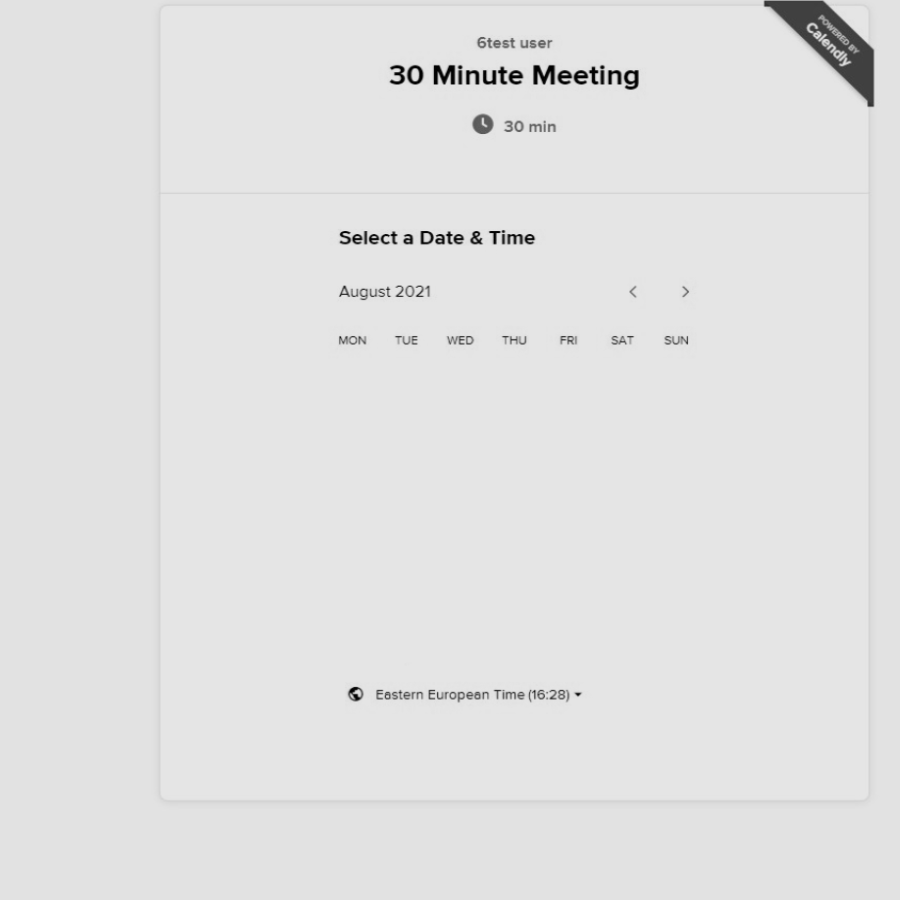 POWERED BY
Calendly
6test user
30 Minute Meeting
30 min
Select a Date & Time
August 2021
MON TUE WED THU FRI SAT SUN
Eastern European Time (16:28)